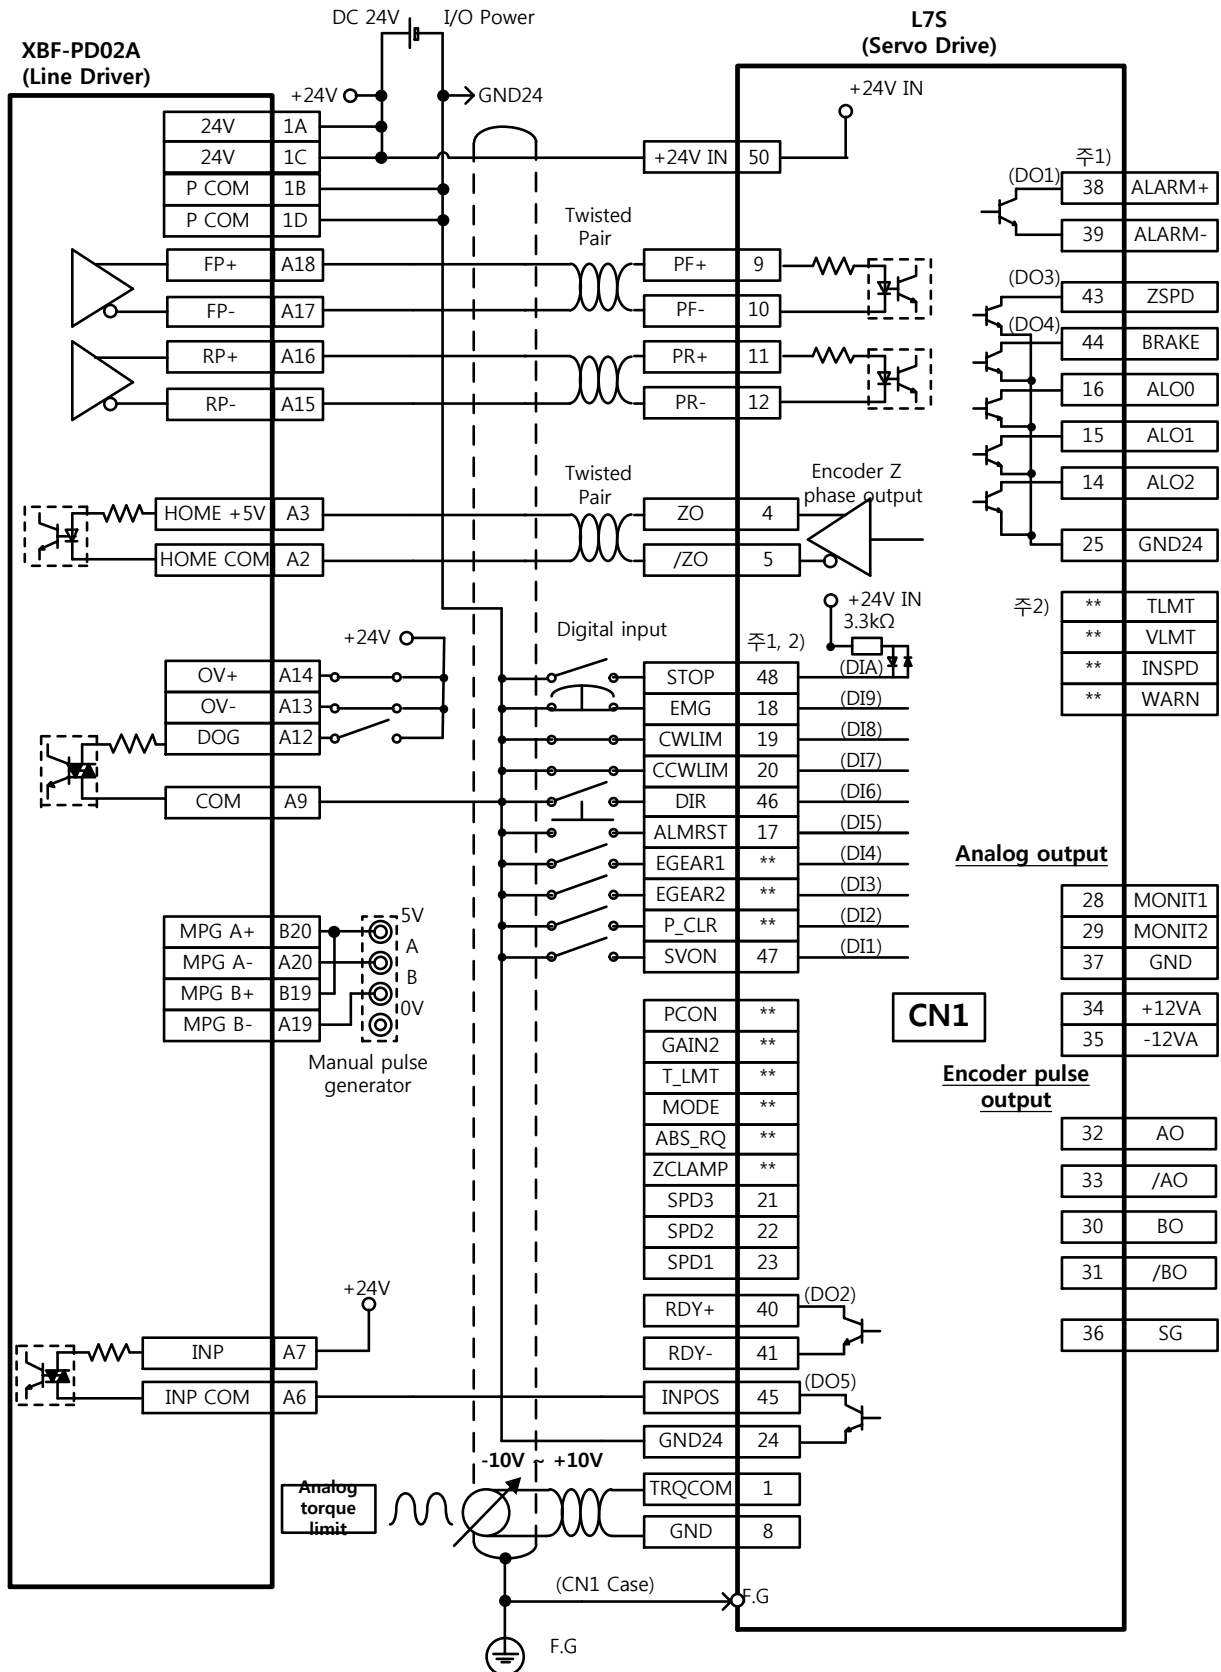 DC 24V I/O Power
XBF-PD02A
(Line Driver)
L7S
(Servo Drive)
+24V
GND24
+24V IN
24V 1A
24V 1C
P COM 1B
P COM 1D
+24V IN 50
주1)
(DO1)
38 ALARM+
39 ALARM-
Twisted
Pair
FP+ A18
FP- A17
RP+ A16
RP- A15
PF+ 9
PF- 10
PR+ 11
PR- 12
(DO3)
43 ZSPD
(DO4)
44 BRAKE
16 ALO0
15 ALO1
14 ALO2
25 GND24
Twisted
Pair
Encoder Z
phase output
HOME +5V A3
HOME COM A2
ZO 4
/ZO 5
주2)
** TLMT
** VLMT
** INSPD
** WARN
+24V IN
3.3kΩ
+24V
Digital input
주1, 2)
OV+ A14
OV- A13
DOG A12
COM A9
STOP 48 (DIA)
EMG 18 (DI9)
CWLIM 19 (DI8)
CCWLIM 20 (DI7)
DIR 46 (DI6)
ALMRST 17 (DI5)
EGEAR1 ** (DI4)
EGEAR2 ** (DI3)
P_CLR ** (DI2)
SVON 47 (DI1)
Analog output
28 MONIT1
29 MONIT2
37 GND
34 +12VA
35 -12VA
MPG A+ B20
MPG A- A20
MPG B+ B19
MPG B- A19
5V
A
B
0V
Manual pulse
generator
PCON **
GAIN2 **
T_LMT **
MODE **
ABS_RQ **
ZCLAMP **
SPD3 21
SPD2 22
SPD1 23
CN1
Encoder pulse
output
32 AO
33 /AO
30 BO
31 /BO
36 SG
+24V
INP A7
INP COM A6
RDY+ 40 (DO2)
RDY- 41
INPOS 45 (DO5)
GND24 24
-10V ~ +10V
Analog
torque
limit
TRQCOM 1
GND 8
(CN1 Case)
F.G
F.G